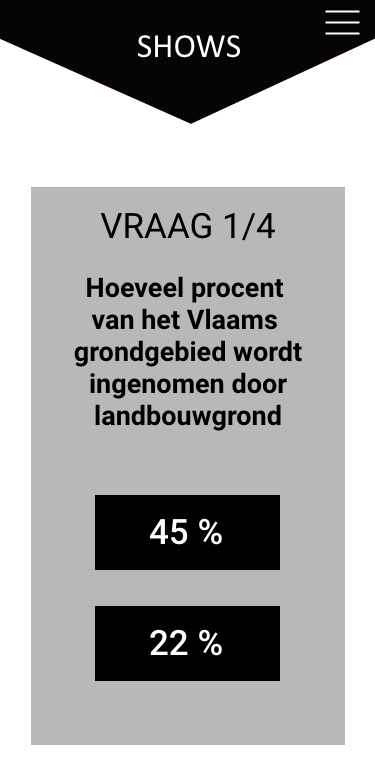 SHOWS
VRAAG 1/4
Hoeveel procent
van het Vlaams
grondgebied wordt
ingenomen door
landbouwgrond
45 %
22 %